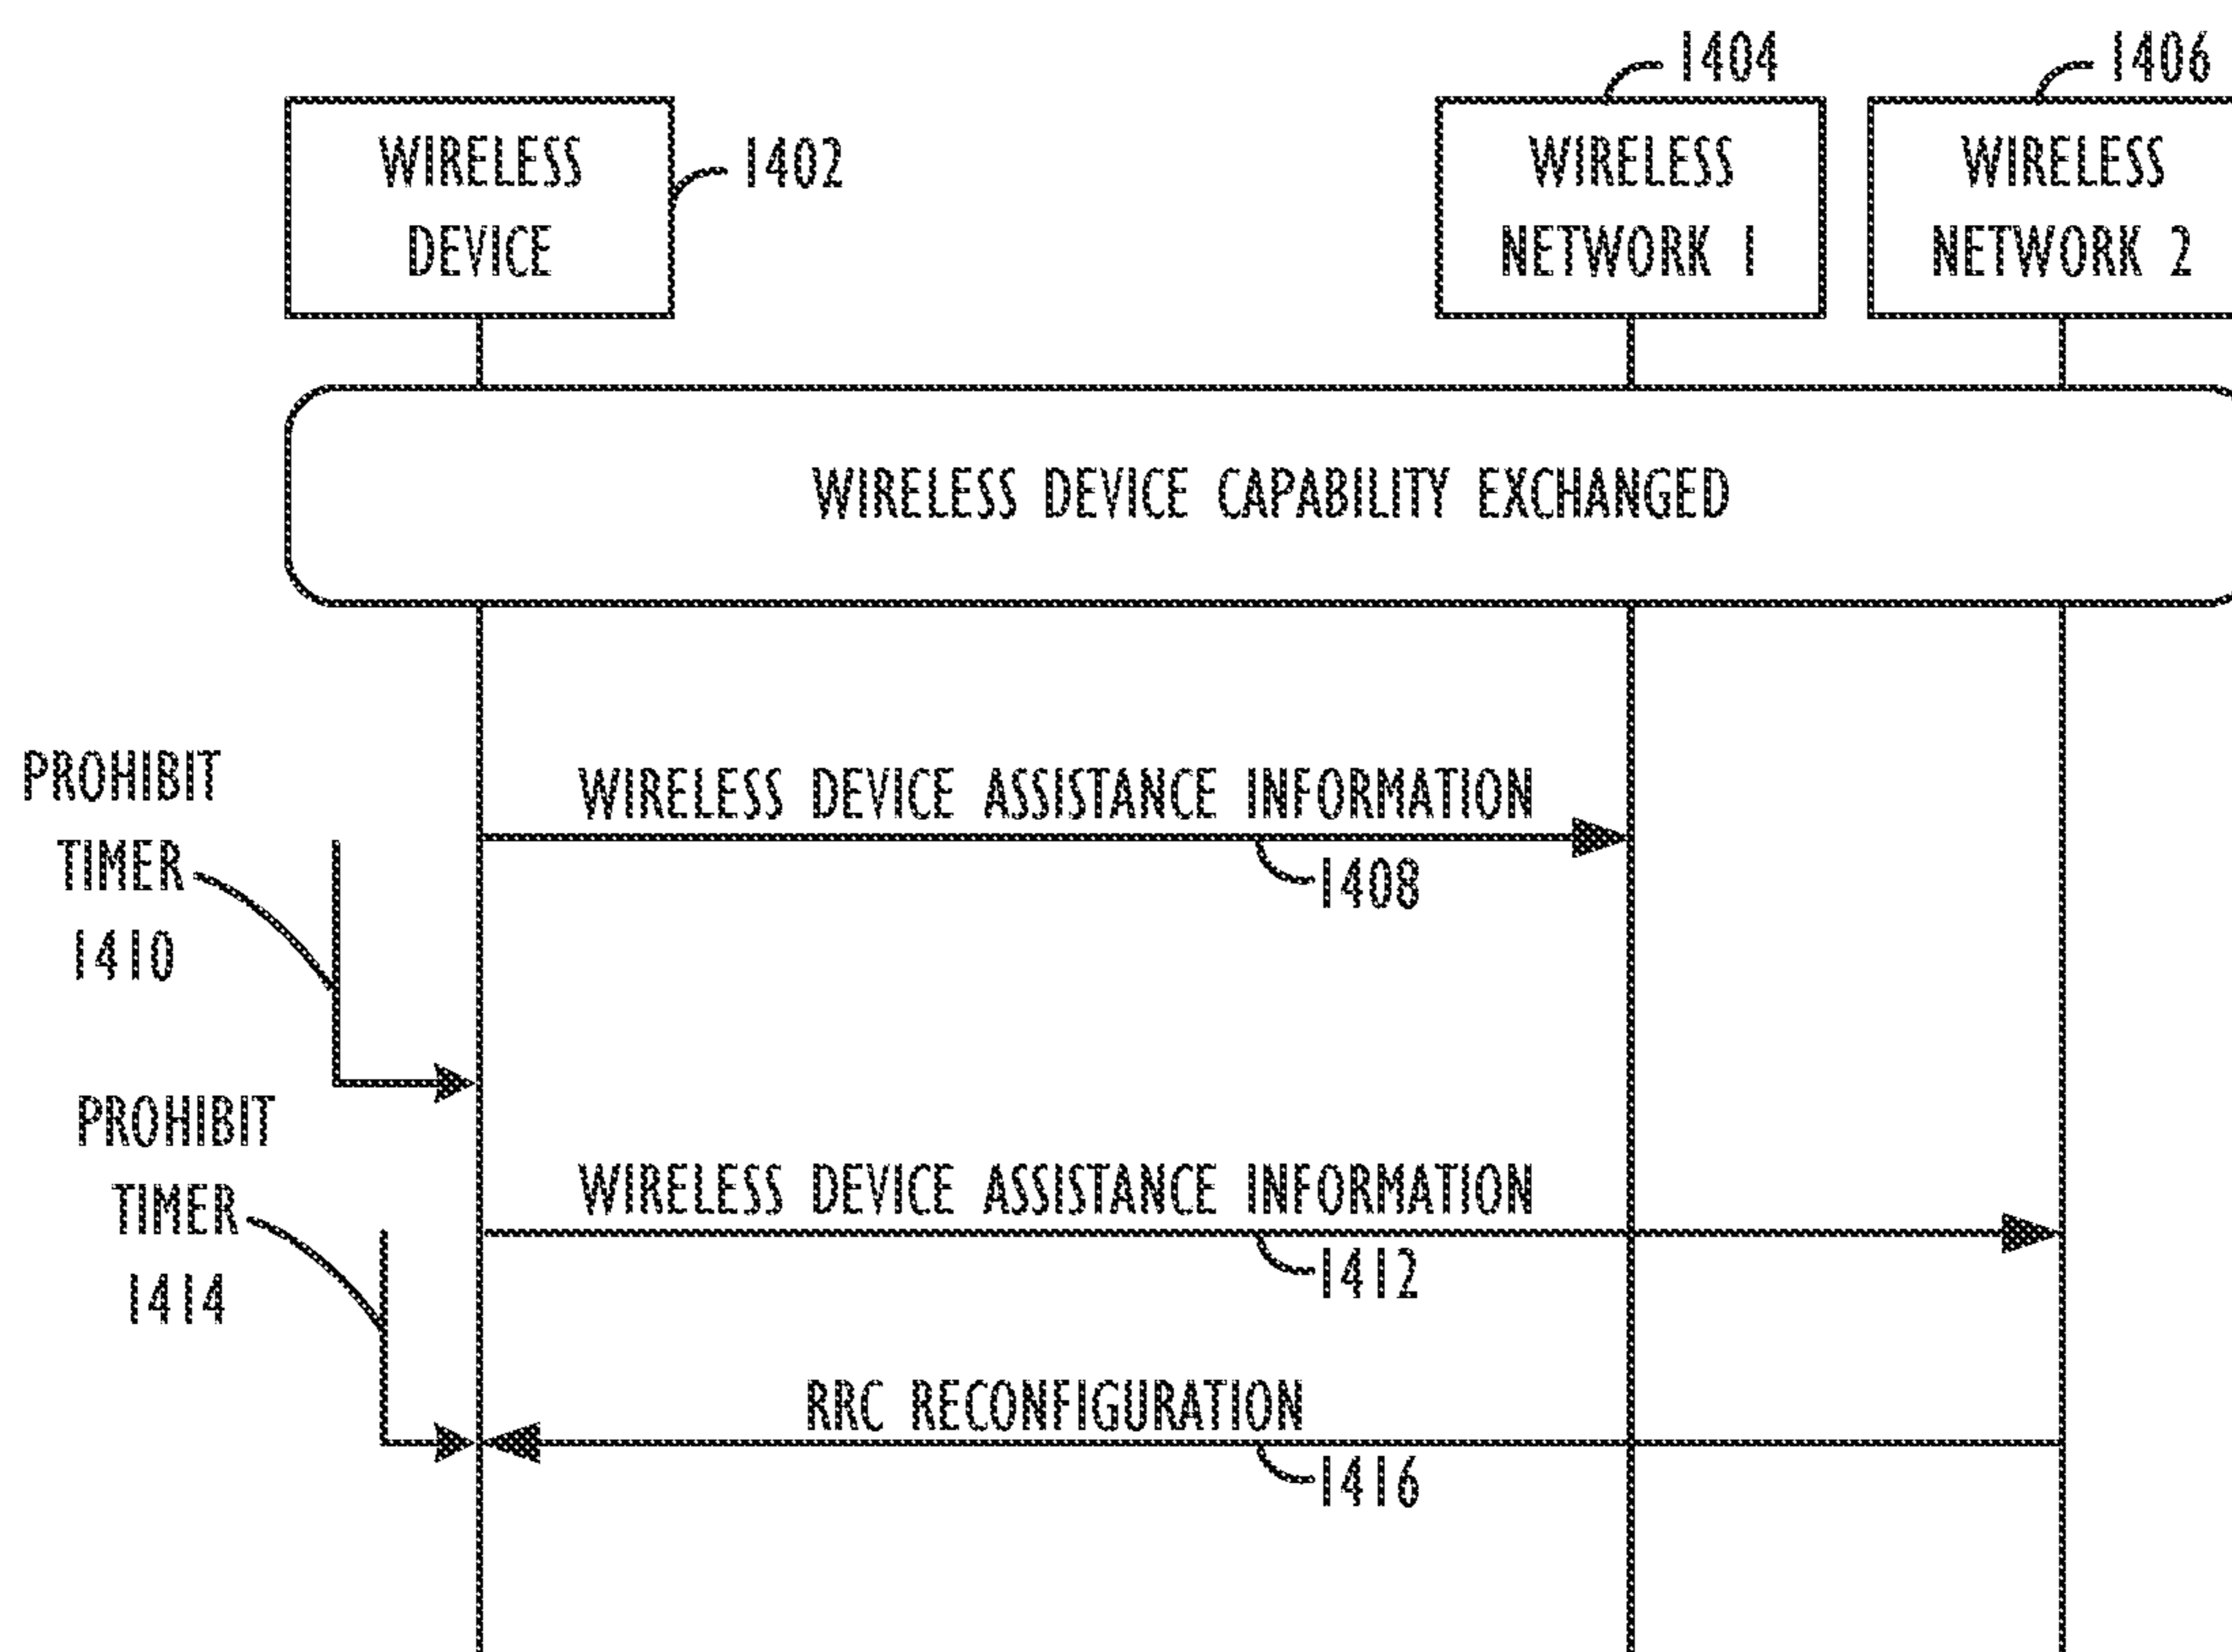 1404
1406
WIRELESS
DEVICE
1402
WIRELESS
NETWORK 1
WIRELESS
NETWORK 2
WIRELESS DEVICE CAPABILITY EXCHANGED
PROHIBIT
TIMER
1410
WIRELESS DEVICE ASSISTANCE INFORMATION
1408
PROHIBIT
TIMER
1414
WIRELESS DEVICE ASSISTANCE INFORMATION
1412
RRC RECONFIGURATION
1416